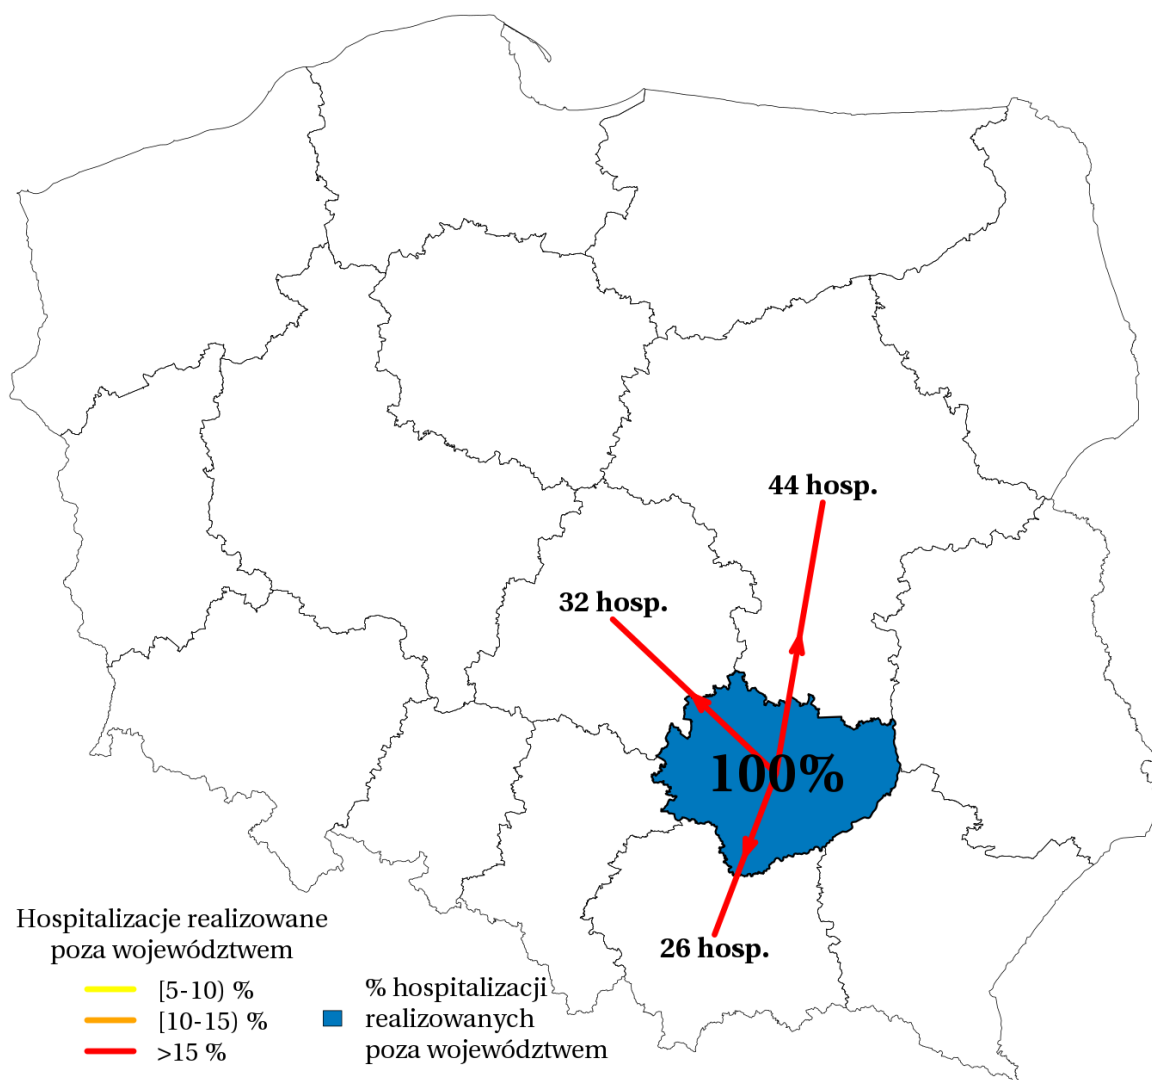 44 hosp.
32 hosp.
100%
26 hosp.
Hospitalizacje realizowane
poza województwem
[5-10) %
[10-15) %
>15 %
% hospitalizacji
realizowanych
poza województwem